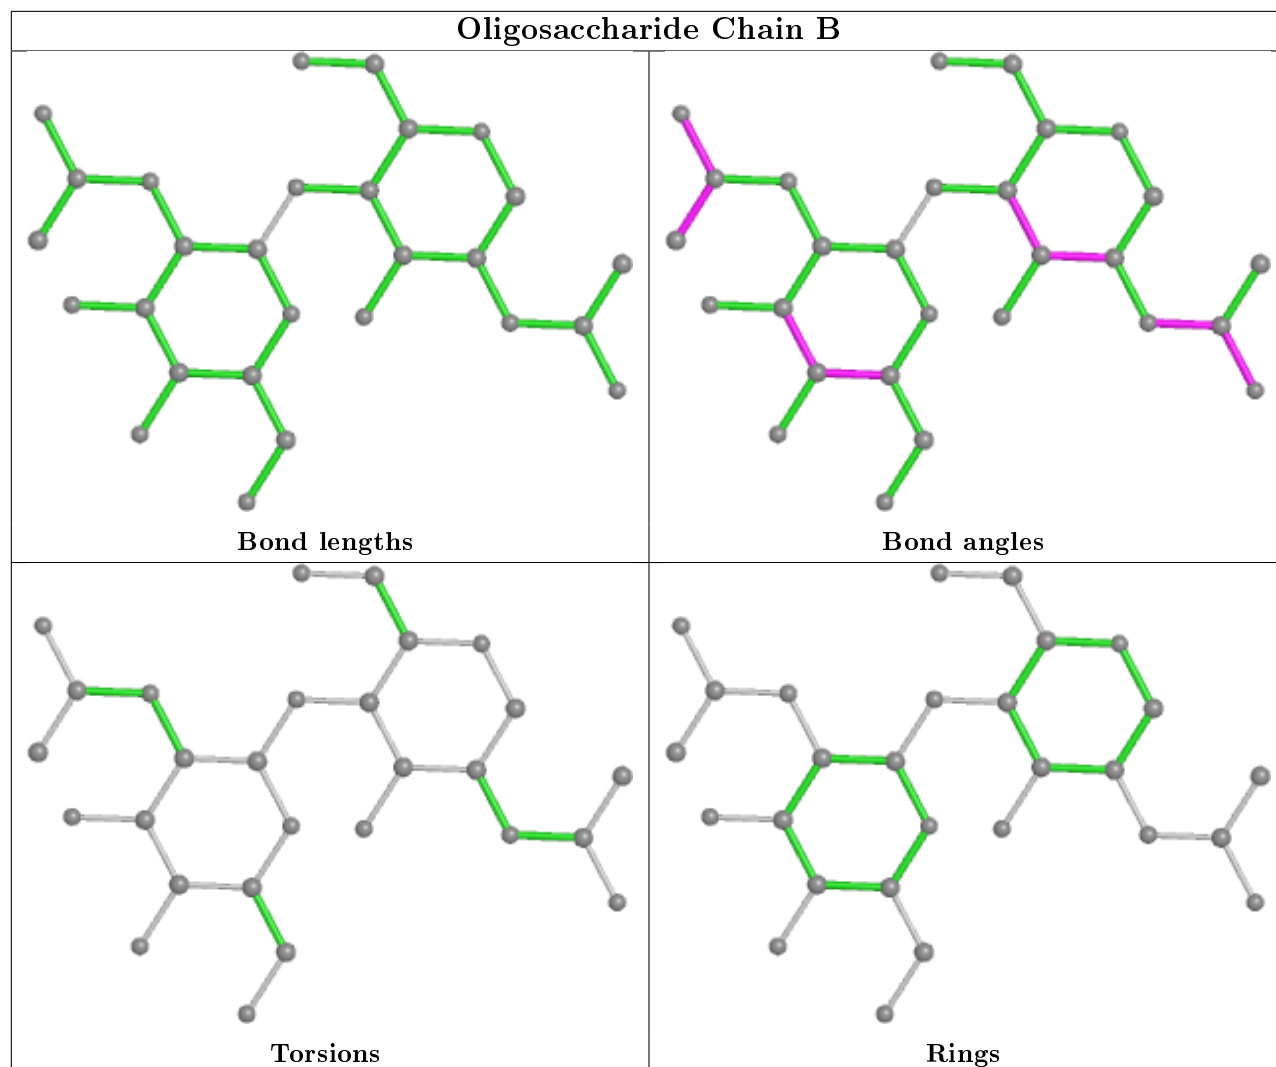 Oligosaccharide Chain B
Bond lengths
Bond angles
Torsions
Rings